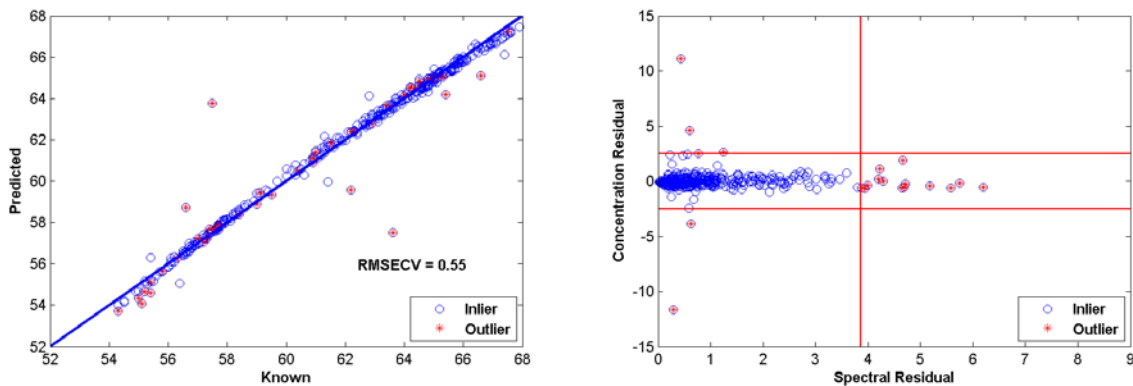 68
66
64
62
60
58
56
54
52
Predicted
RMSECV = 0.55
Inlier
Outlier
52 54 56 58 60 62 64 66 68
Known
15
10
5
0
-5
-10
-15
Concentration Residual
Inlier
Outlier
0 1 2 3 4 5 6 7 8 9
Spectral Residual